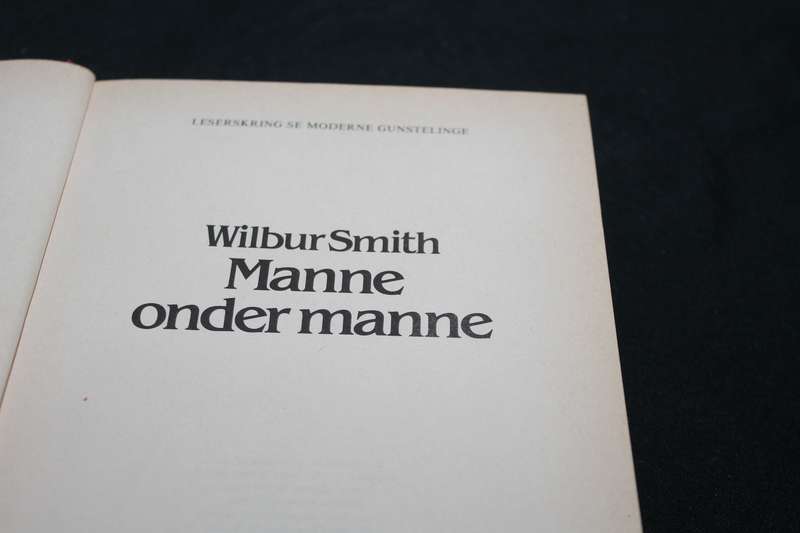 LESERSKRING SE MODERNE GUNSTELINGE
Wilbur Smith
Manne
onder manne